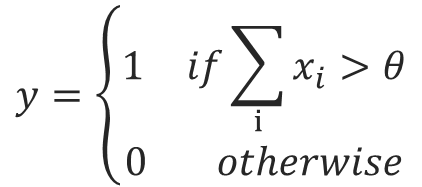 y = { 1 if ∑ᵢ xᵢ > θ
0 otherwise